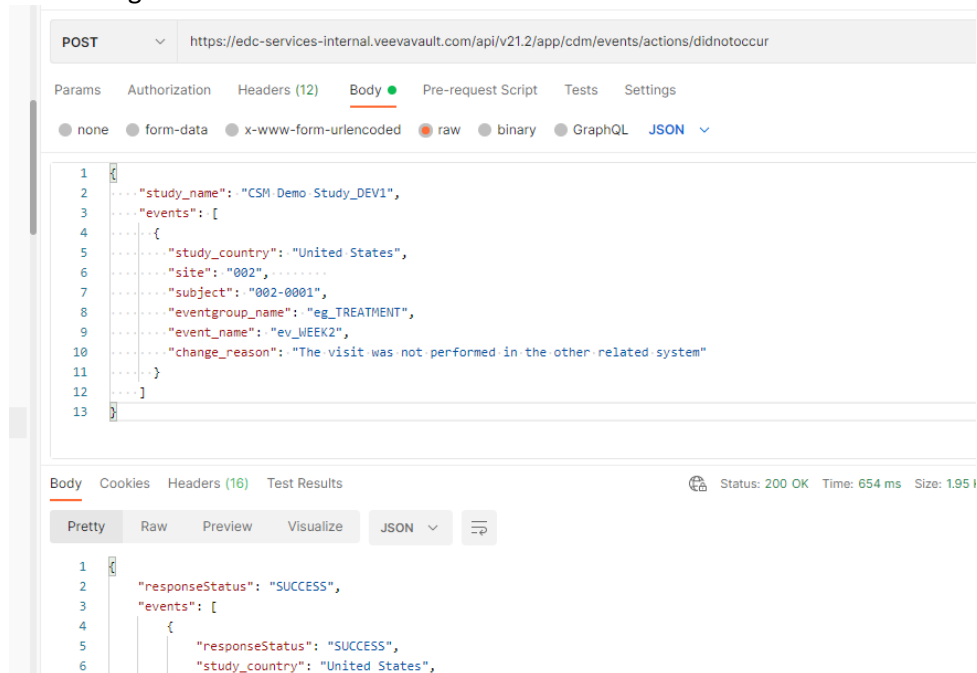 POST https://edc-services-internal.veevavault.com/api/v21.2/app/cdm/events/actions/didnotoccur
Params Authorization Headers (12) Body Pre-request Script Tests Settings
none form-data x-www-form-urlencoded raw binary GraphQL JSON
1 {
2 "study_name": "CSM Demo Study_DEV1",
3 "events": [
4 {
5 "study_country": "United States",
6 "site": "002",
7 "subject": "002-0001",
8 "eventgroup_name": "eg_TREATMENT",
9 "event_name": "ev_WEEK2",
10 "change_reason": "The visit was not performed in the other related system"
11 }
12 ]
13 }
Body Cookies Headers (16) Test Results Status: 200 OK Time: 654 ms Size: 1.95
Pretty Raw Preview Visualize JSON
1 {
2 "responseStatus": "SUCCESS",
3 "events": [
4 {
5 "responseStatus": "SUCCESS",
6 "study_country": "United States",